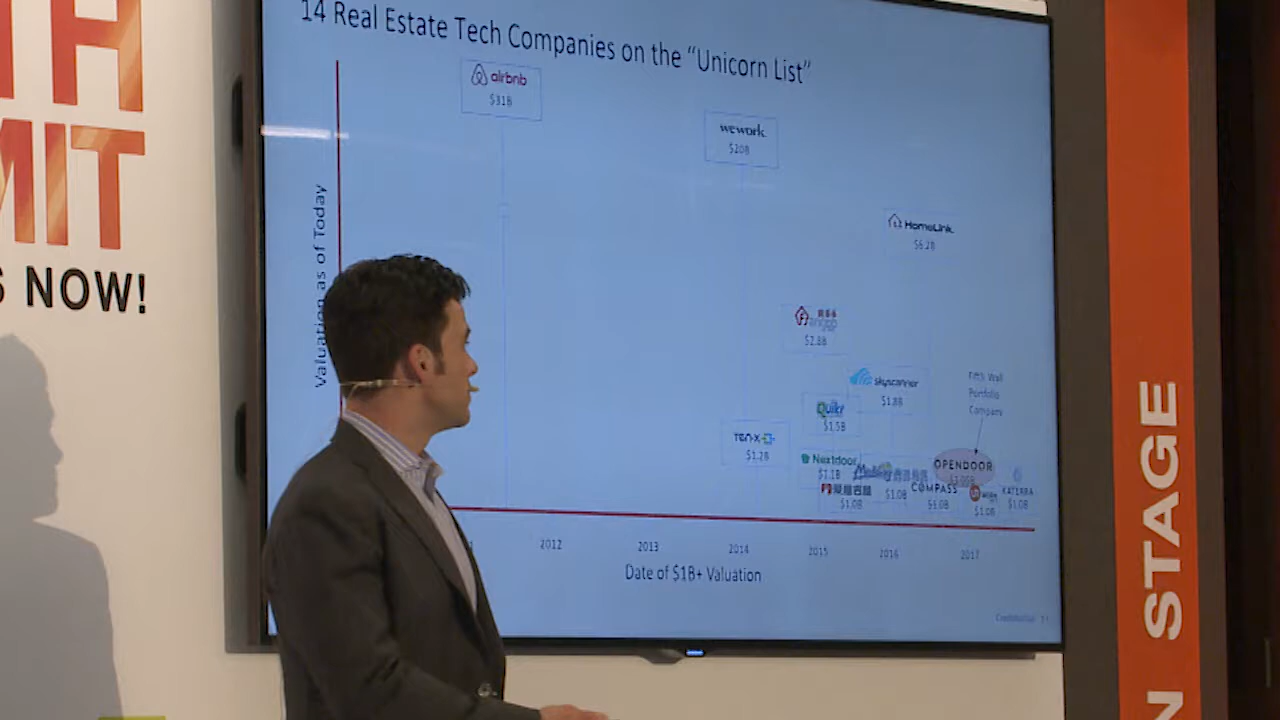 TH
MIT
S NOW!
14 Real Estate Tech Companies on the “Unicorn List”
airbnb
$31B
wework
$20B
HomeLink
$6.2B
$2.8B
skyscanner
$1.8B
Quikr
$1.5B
Fifth Wall
Portfolio
Company
TEN-X
$1.2B
Nextdoor
$1.1B
OPENDOOR
$1.0B
$1.0B
COMPASS
$1.0B
$1.0B
KATERRA
$1.0B
Valuation as of Today
2012
2013
2014
2015
2016
2017
Date of $1B+ Valuation
Confidential
N STAGE